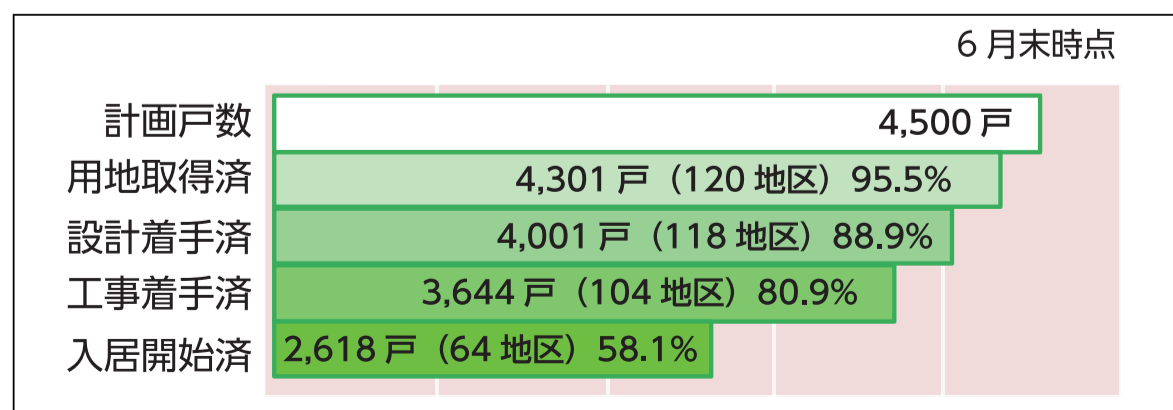 6月末時点
計画戸数 4,500戸
用地取得済 4,301戸（120地区）95.5%
設計着手済 4,001戸（118地区）88.9%
工事着手済 3,644戸（104地区）80.9%
入居開始済 2,618戸（64地区）58.1%